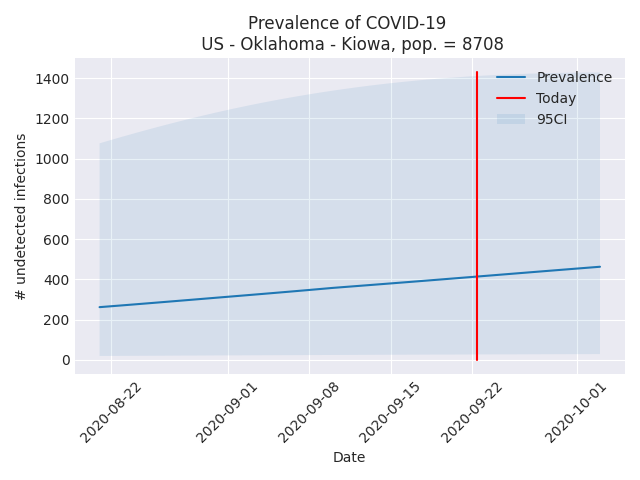 Prevalence of COVID-19
US - Oklahoma - Kiowa, pop. = 8708
Prevalence
Today
95CI
# undetected infections
1400
1200
1000
800
600
400
200
0
2020-08-22
2020-09-01
2020-09-08
2020-09-15
2020-09-22
2020-10-01
Date